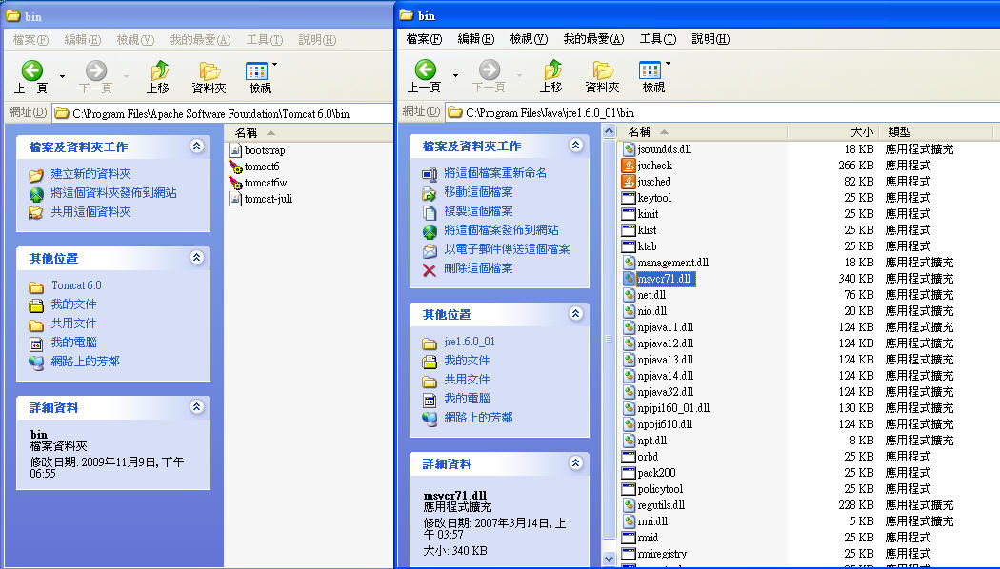 bin
檔案(F) 編輯(E) 檢視(V) 我的最愛(A) 工具(T) 說明(H)
上一頁 下一頁 上移 資料夾 檢視
網址(D) C:\Program Files\Apache Software Foundation\Tomcat 6.0\bin
檔案及資料夾工作
建立新的資料夾
將這個資料夾發佈到網站
共用這個資料夾
其他位置
Tomcat 6.0
我的文件
共用文件
我的電腦
網路上的芳鄰
詳細資料
bin
檔案資料夾
修改日期: 2009年11月9日, 下午
06:55
名稱
bootstrap
tomcat6
tomcat6w
tomcat-juli
bin
檔案(F) 編輯(E) 檢視(V) 我的最愛(A) 工具(T) 說明(H)
上一頁 下一頁 上移 資料夾 檢視
網址(D) C:\Program Files\Java\jre1.6.0_01\bin
檔案及資料夾工作
將這個檔案重新命名
移動這個檔案
複製這個檔案
將這個檔案發佈到網站
以電子郵件傳送這個檔案
刪除這個檔案
其他位置
jre1.6.0_01
我的文件
共用文件
我的電腦
網路上的芳鄰
詳細資料
msvcr71.dll
應用程式擴充
修改日期: 2007年3月14日, 上
午 03:57
大小: 340 KB
名稱 大小 類型
jsoundds.dll 18 KB 應用程式擴充
jucheck 266 KB 應用程式
jusched 82 KB 應用程式
keytool 25 KB 應用程式
kinit 25 KB 應用程式
klist 25 KB 應用程式
ktab 25 KB 應用程式
management.dll 18 KB 應用程式擴充
msvcr71.dll 340 KB 應用程式擴充
net.dll 76 KB 應用程式擴充
nio.dll 20 KB 應用程式擴充
npjava11.dll 124 KB 應用程式擴充
npjava12.dll 124 KB 應用程式擴充
npjava13.dll 124 KB 應用程式擴充
npjava14.dll 124 KB 應用程式擴充
npjava32.dll 124 KB 應用程式擴充
npjpi160_01.dll 130 KB 應用程式擴充
npoji610.dll 124 KB 應用程式擴充
npt.dll 8 KB 應用程式擴充
orbd 25 KB 應用程式
pack200 25 KB 應用程式
policytool 25 KB 應用程式
regutils.dll 228 KB 應用程式擴充
rmi.dll 5 KB 應用程式擴充
rmid 25 KB 應用程式
rmiregistry 25 KB 應用程式